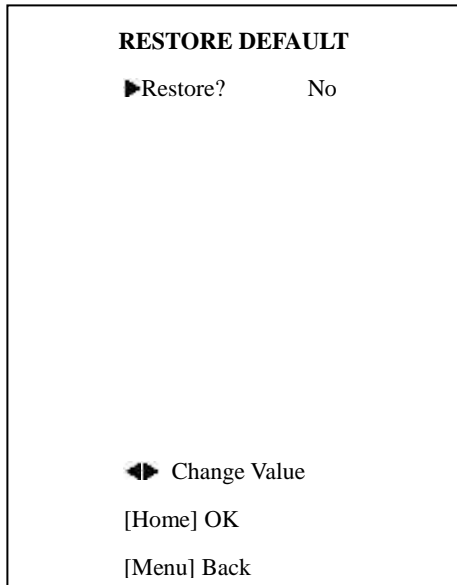 RESTORE DEFAULT
▶Restore? No
◀▶ Change Value
[Home] OK
[Menu] Back